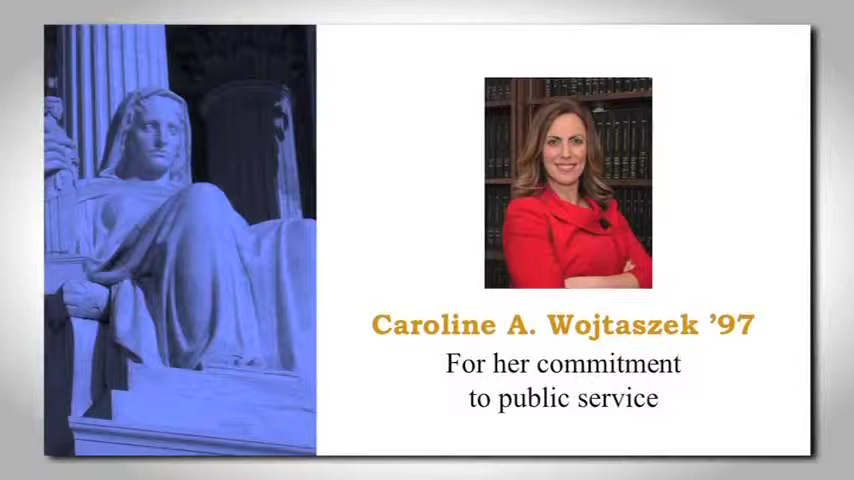 Caroline A. Wojtaszek ’97
For her commitment
to public service